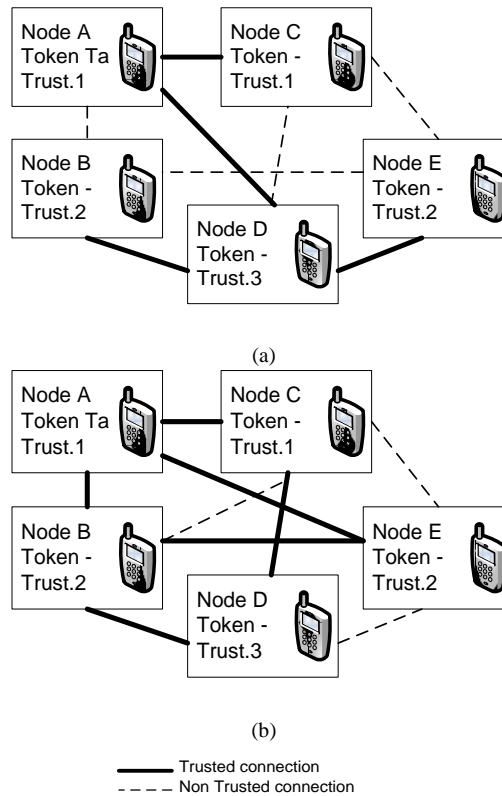 Node A
Token Ta
Trust.1
Node C
Token -
Trust.1
Node B
Token -
Trust.2
Node E
Token -
Trust.2
Node D
Token -
Trust.3
(a)
Node A
Token Ta
Trust.1
Node C
Token -
Trust.1
Node B
Token -
Trust.2
Node E
Token -
Trust.2
Node D
Token -
Trust.3
(b)
Trusted connection
Non Trusted connection